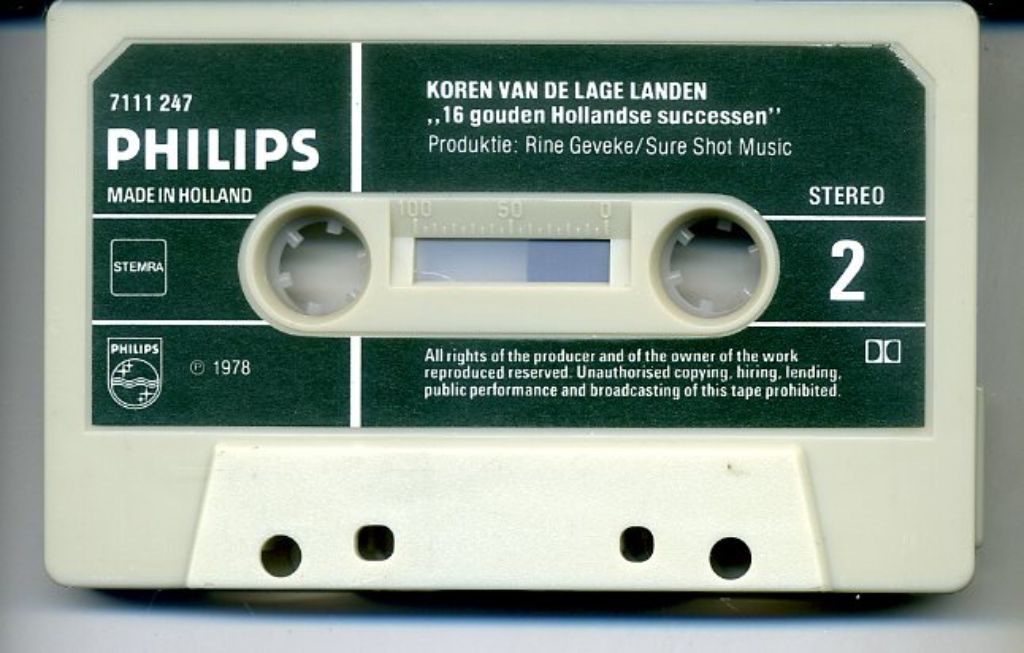 7111 247
PHILIPS
MADE IN HOLLAND
KOREN VAN DE LAGE LANDEN
,,16 gouden Hollandse successen’’
Produktie: Rine Geveke/Sure Shot Music
STEREO
100 50 0
STEMRA
2
PHILIPS
℗ 1978
All rights of the producer and of the owner of the work
reproduced reserved. Unauthorised copying, hiring, lending,
public performance and broadcasting of this tape prohibited.